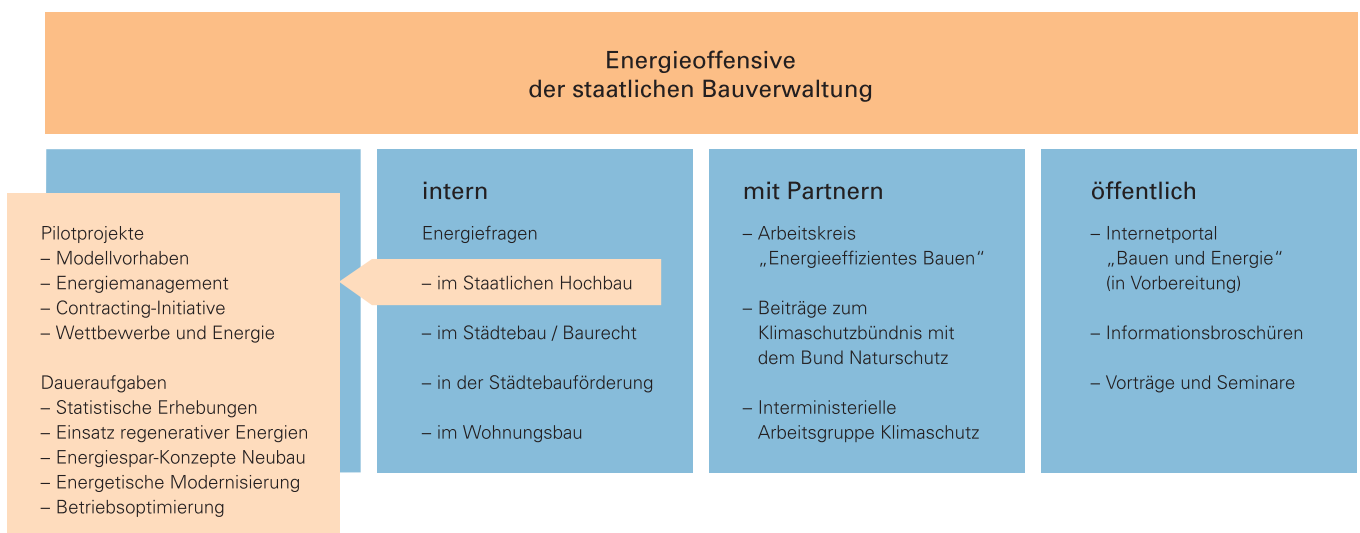 Energieoffensive
der staatlichen Bauverwaltung
Pilotprojekte
– Modellvorhaben
– Energiemanagement
– Contracting-Initiative
– Wettbewerbe und Energie
Daueraufgaben
– Statistische Erhebungen
– Einsatz regenerativer Energien
– Energiespar-Konzepte Neubau
– Energetische Modernisierung
– Betriebsoptimierung
intern
Energiefragen
– im Staatlichen Hochbau
– im Städtebau / Baurecht
– in der Städtebauförderung
– im Wohnungsbau
mit Partnern
– Arbeitskreis
„Energieeffizientes Bauen“
– Beiträge zum
Klimaschutzbündnis mit
dem Bund Naturschutz
– Interministerielle
Arbeitsgruppe Klimaschutz
öffentlich
– Internetportal
„Bauen und Energie“
(in Vorbereitung)
– Informationsbroschüren
– Vorträge und Seminare